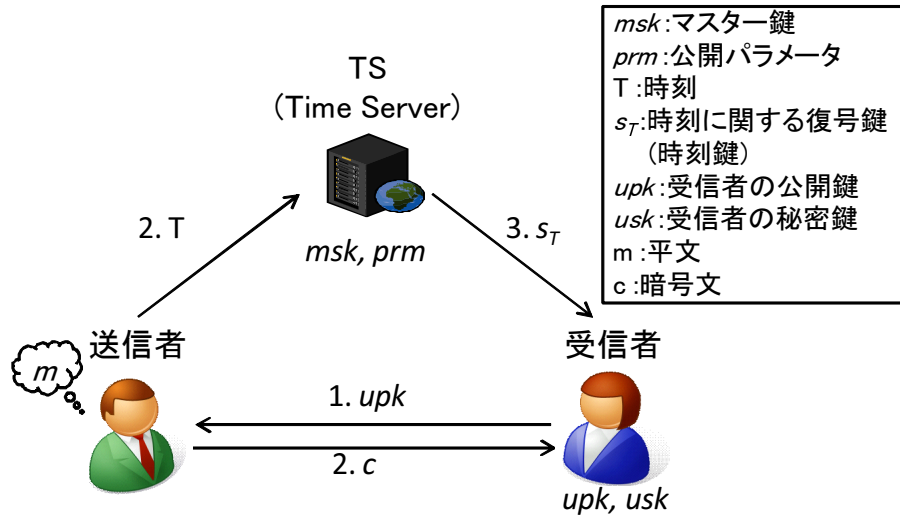 TS
(Time Server)
msk, prm
2. T
3. s_T
送信者
受信者
m
1. upk
2. c
upk, usk
msk:マスター鍵
prm:公開パラメータ
T:時刻
s_T:時刻に関する復号鍵
(時刻鍵)
upk:受信者の公開鍵
usk:受信者の秘密鍵
m:平文
c:暗号文